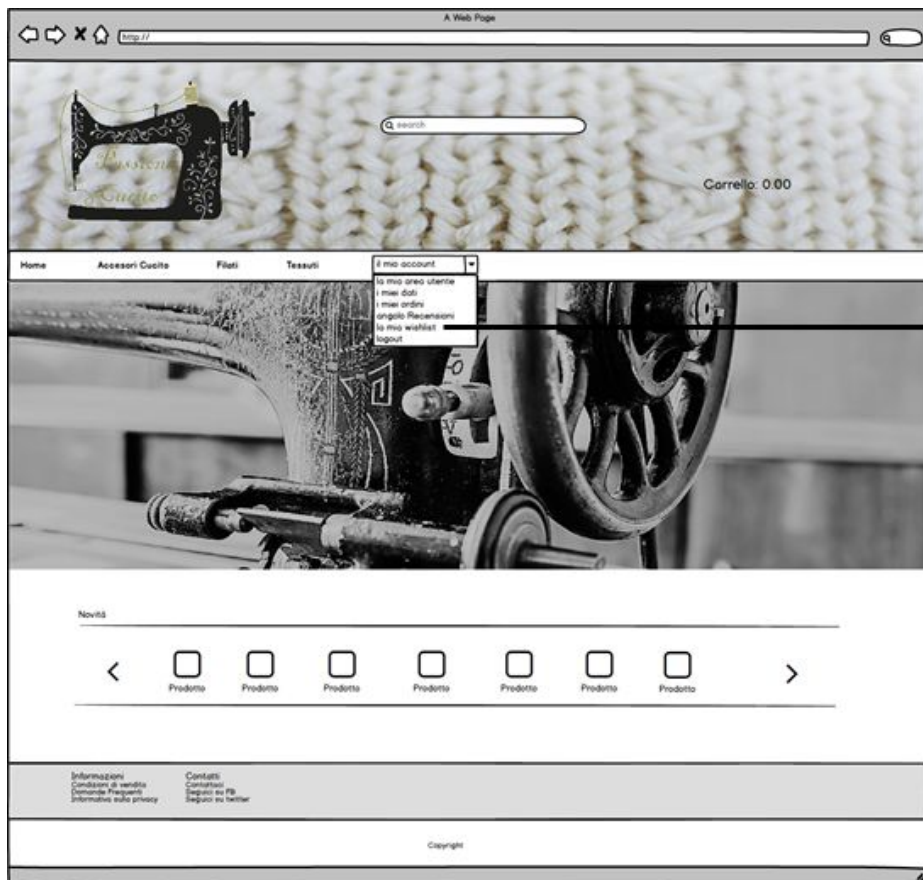 A Web Page
http://
search
Passione
Cucito
Carrello: 0.00
Home
Accesori Cucito
Filati
Tessuti
il mio account
la mia area utente
i miei dati
i miei ordini
angolo Recensioni
la mia wishlist
logout
Novità
Prodotto
Prodotto
Prodotto
Prodotto
Prodotto
Prodotto
Prodotto
Informazioni
Condizioni di vendita
Domande Frequenti
Informativa sulla privacy
Contatti
Contattaci
Seguici su FB
Seguici su twitter
Copyright